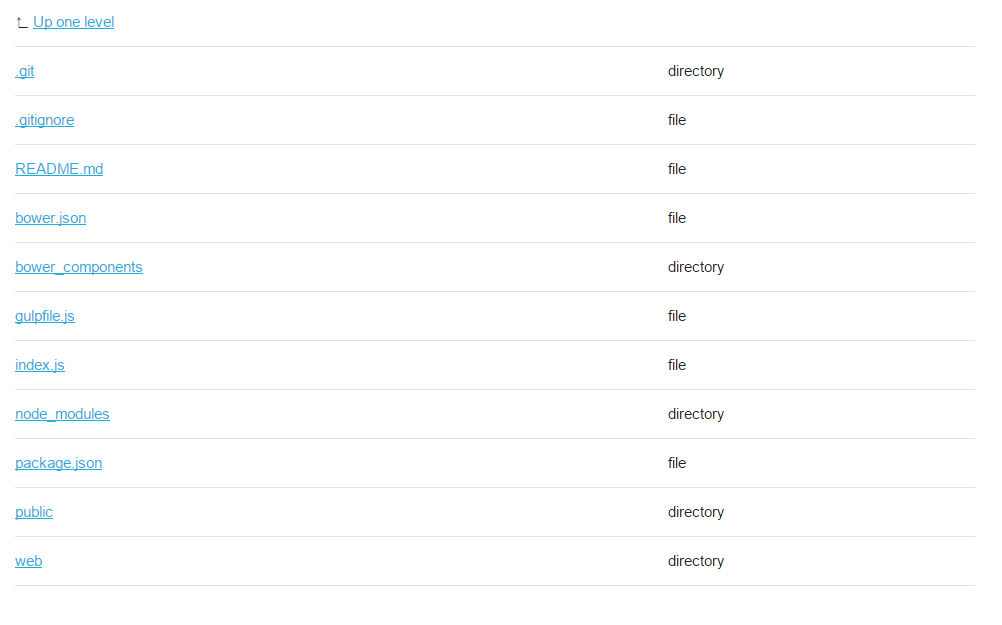 Up one level
.git directory
.gitignore file
README.md file
bower.json file
bower_components directory
gulpfile.js file
index.js file
node_modules directory
package.json file
public directory
web directory